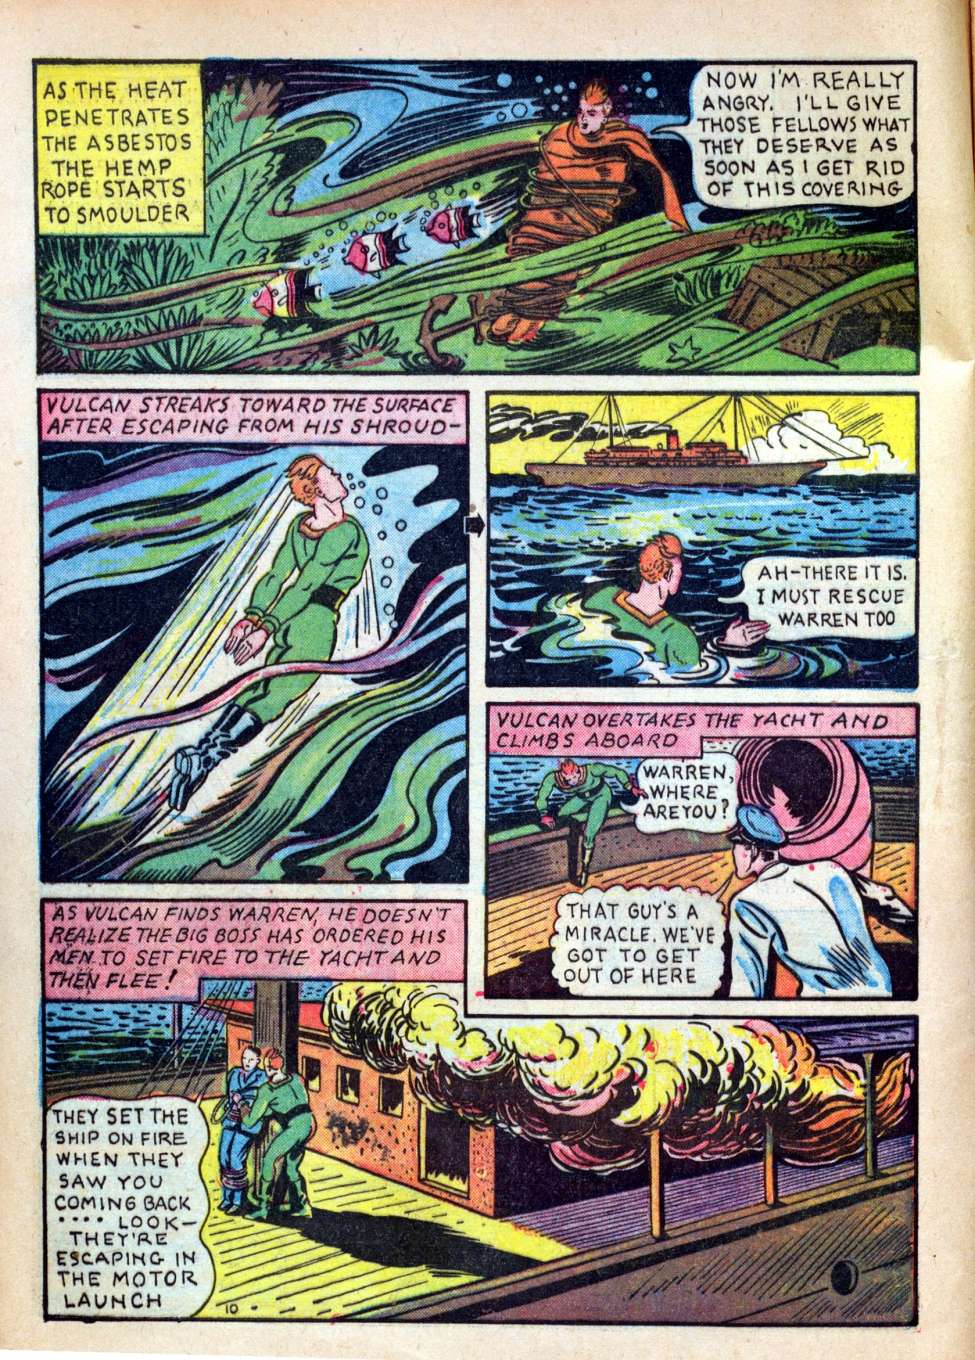 AS THE HEAT
PENETRATES
THE ASBESTOS
THE HEMP
ROPE STARTS
TO SMOULDER
NOW I'M REALLY
ANGRY. I'LL GIVE
THOSE FELLOWS WHAT
THEY DESERVE AS
SOON AS I GET RID
OF THIS COVERING
VULCAN STREAKS TOWARD THE SURFACE
AFTER ESCAPING FROM HIS SHROUD-
AH-THERE IT IS.
I MUST RESCUE
WARREN TOO
VULCAN OVERTAKES THE YACHT AND
CLIMBS ABOARD
WARREN,
WHERE
ARE YOU?
THAT GUY'S A
MIRACLE. WE'VE
GOT TO GET
OUT OF HERE
AS VULCAN FINDS WARREN, HE DOESN'T
REALIZE THE BIG BOSS HAS ORDERED HIS
MEN TO SET FIRE TO THE YACHT AND
THEN FLEE!
THEY SET THE
SHIP ON FIRE
WHEN THEY
SAW YOU
COMING BACK
.... LOOK-
THEY'RE
ESCAPING IN
THE MOTOR
LAUNCH
10